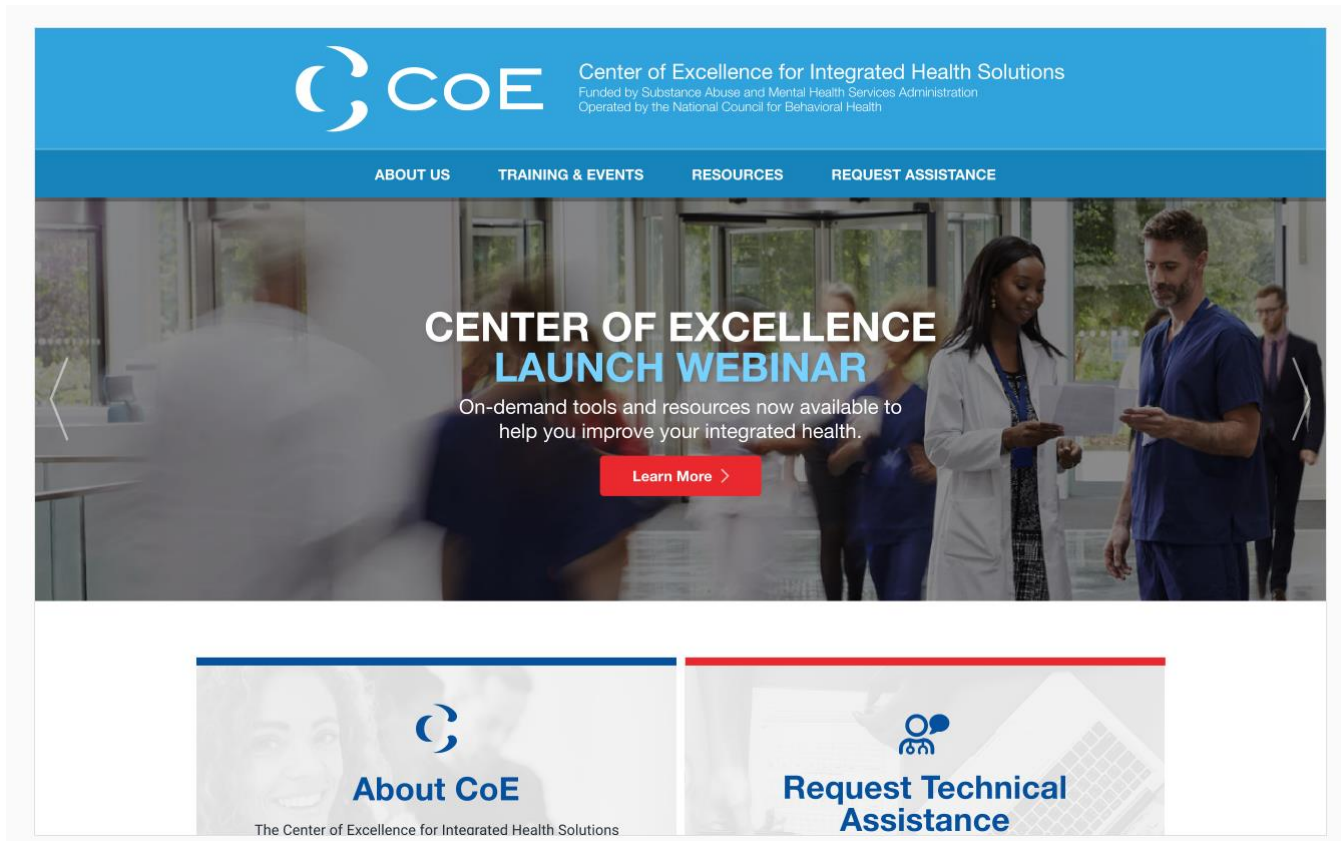 CoE
Center of Excellence for Integrated Health Solutions
Funded by Substance Abuse and Mental Health Services Administration
Operated by the National Council for Behavioral Health
ABOUT US TRAINING & EVENTS RESOURCES REQUEST ASSISTANCE
CENTER OF EXCELLENCE
LAUNCH WEBINAR
On-demand tools and resources now available to
help you improve your integrated health.
Learn More
About CoE
The Center of Excellence for Integrated Health Solutions
Request Technical
Assistance